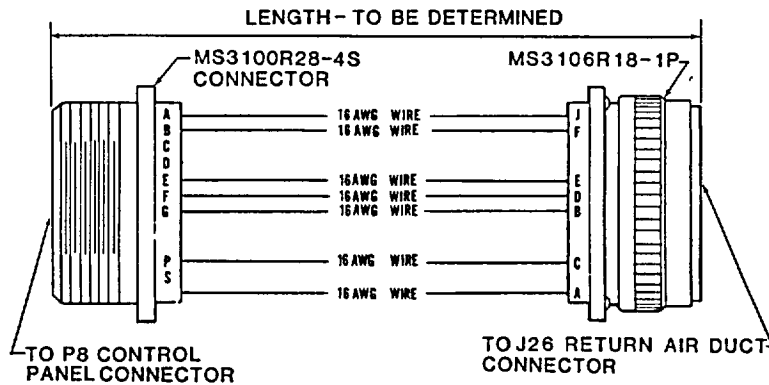 LENGTH - TO BE DETERMINED
MS3100R28-4S
CONNECTOR
MS3106R18-1P
A 16 AWG WIRE J
B 16 AWG WIRE F
C
D
E 16 AWG WIRE E
F 16 AWG WIRE D
G 16 AWG WIRE B
P 16 AWG WIRE C
S 16 AWG WIRE A
TO P8 CONTROL
PANEL CONNECTOR
TO J26 RETURN AIR DUCT
CONNECTOR